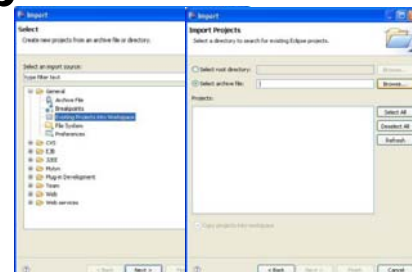 Import
Select
Create new projects from an archive file or directory.
Select an import source:
type filter text
General
Archive File
Breakpoints
Existing Projects into Workspace
File System
Preferences
CVS
EJB
J2EE
Mylyn
Plug-in Development
Team
Web
Web services
< Back
Next >
Import
Import Projects
Select a directory to search for existing Eclipse projects.
Select root directory:
Browse...
Select archive file:
Browse...
Projects:
Select All
Deselect All
Refresh
Copy projects into workspace
< Back
Next >
Finish
Cancel